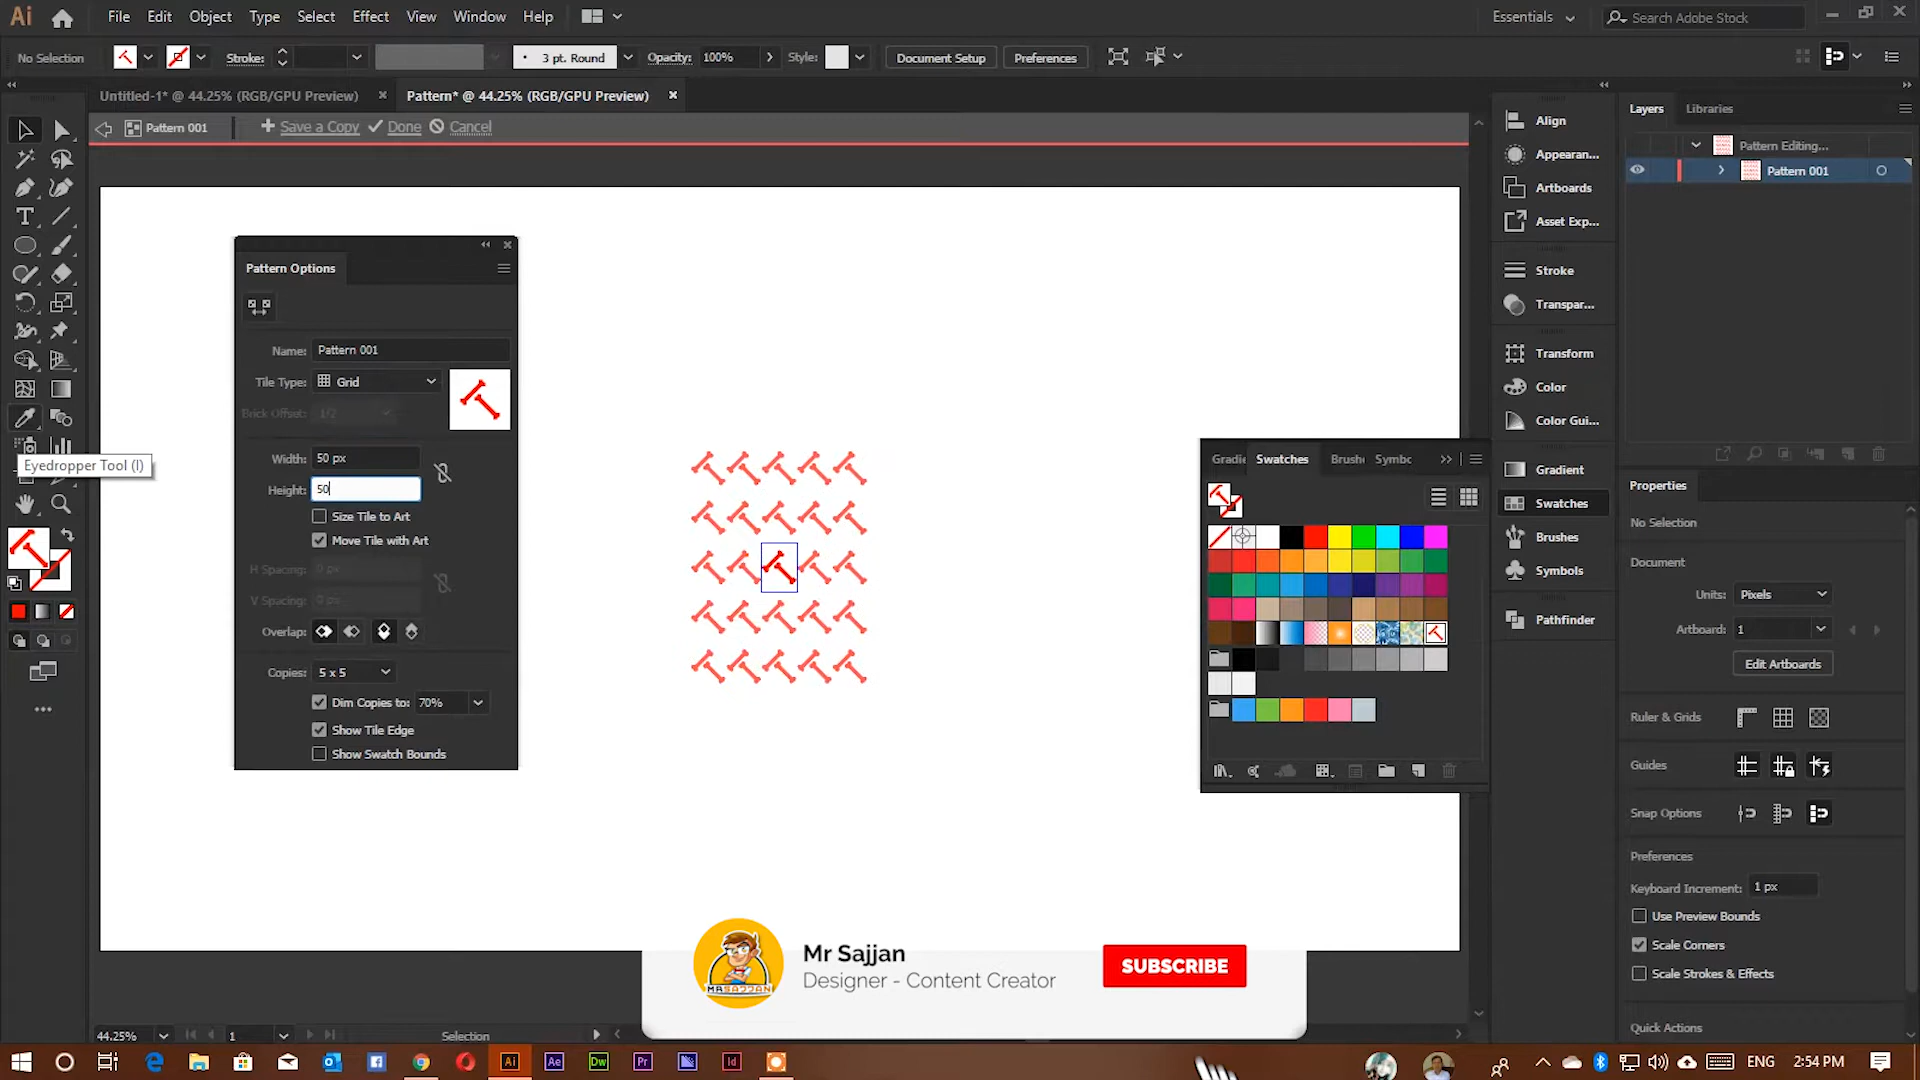 Ai File Edit Object Type Select Effect View Window Help Essentials Search Adobe Stock
No Selection Stroke: 3 pt. Round Opacity: 100% Style: Document Setup Preferences
Untitled-1* @ 44.25% (RGB/GPU Preview) Pattern* @ 44.25% (RGB/GPU Preview)
Pattern 001 Save a Copy Done Cancel
Eyedropper Tool (I)
Pattern Options
Name: Pattern 001
Tile Type: Grid
Brick Offset: 1/2
Width: 50 px
Height: 50
Size Tile to Art
Move Tile with Art
H Spacing: 0 px
V Spacing: 0 px
Overlap:
Copies: 5 x 5
Dim Copies to: 70%
Show Tile Edge
Show Swatch Bounds
Gradie Swatches Brush Symbc
Align
Appearan...
Artboards
Asset Exp...
Stroke
Transpar...
Transform
Color
Color Gui...
Gradient
Swatches
Brushes
Symbols
Pathfinder
Layers Libraries
Pattern Editing...
Pattern 001
Properties
No Selection
Document
Units: Pixels
Artboard: 1
Edit Artboards
Ruler & Grids
Guides
Snap Options
Preferences
Keyboard Increment: 1 px
Use Preview Bounds
Scale Corners
Scale Strokes & Effects
Quick Actions
MRSAJJAN
Mr Sajjan
Designer - Content Creator
SUBSCRIBE
44.25% 1 Selection
Ai Ae Dw Pr Id ENG 2:54 PM